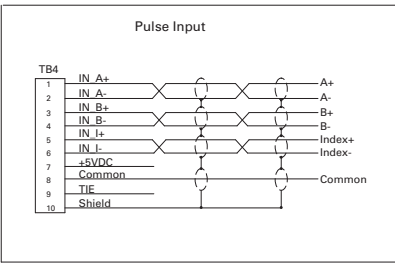 Pulse Input
TB4
1 IN_A+ A+
2 IN_A- A-
3 IN_B+ B+
4 IN_B- B-
5 IN_I+ Index+
6 IN_I- Index-
7 +5VDC
8 Common Common
9 TIE
10 Shield